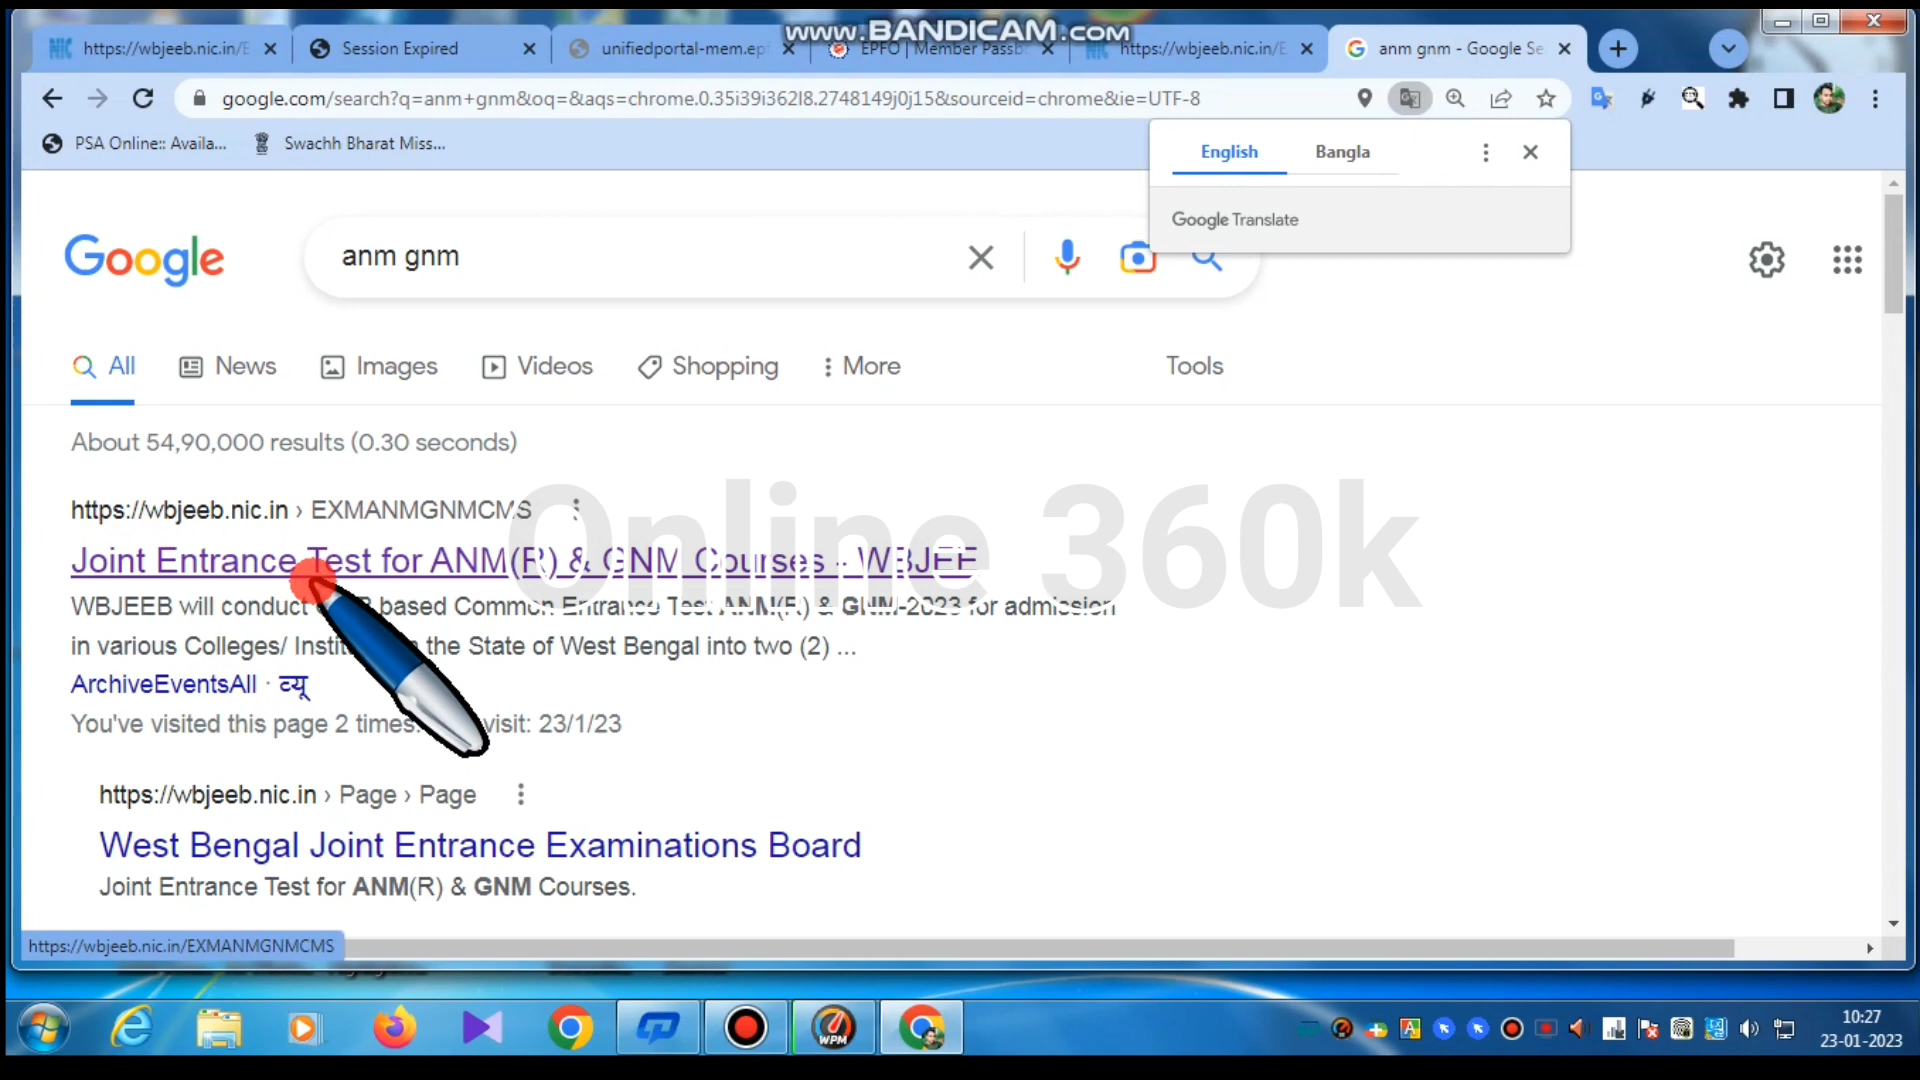 www.BANDICAM.com
https://wbjeeb.nic.in/E
Session Expired
unifiedportal-mem.epf
EPFO | Member Passb
https://wbjeeb.nic.in/E
anm gnm - Google Se
google.com/search?q=anm+gnm&oq=&aqs=chrome.0.35i39i362l8.2748149j0j15&sourceid=chrome&ie=UTF-8
PSA Online:: Availa...
Swachh Bharat Miss...
English
Bangla
Google Translate
Google
anm gnm
All
News
Images
Videos
Shopping
More
Tools
About 54,90,000 results (0.30 seconds)
https://wbjeeb.nic.in › EXMANMGNMCMS
Online 360k
Joint Entrance Test for ANM(R) & GNM Courses - WBJEE
WBJEEB will conduct based Common Entrance Test ANM(R) & GNM-2023 for admission
in various Colleges/ the State of West Bengal into two (2) ...
ArchiveEventsAll · व्यू
You've visited this page 2 times. visit: 23/1/23
https://wbjeeb.nic.in › Page › Page
West Bengal Joint Entrance Examinations Board
Joint Entrance Test for ANM(R) & GNM Courses.
https://wbjeeb.nic.in/EXMANMGNMCMS
WPM
10:27
23-01-2023